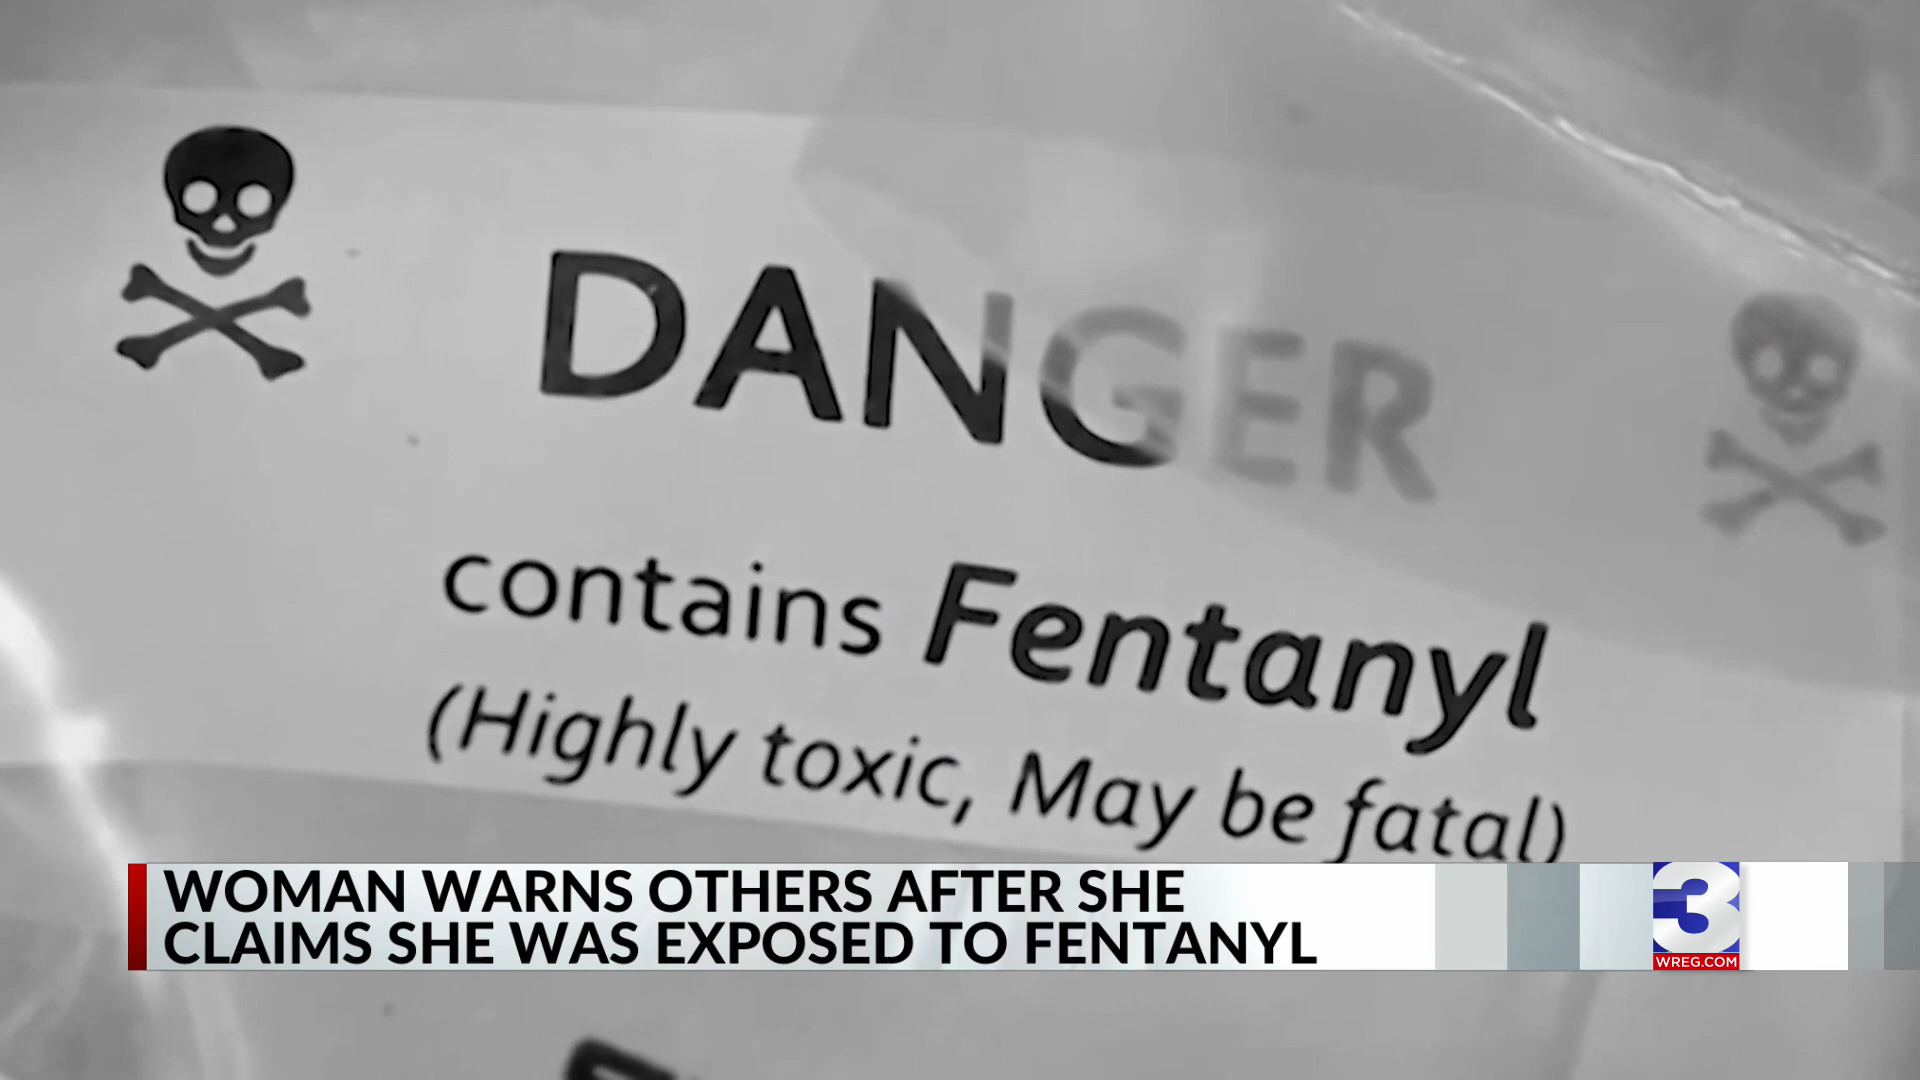 DANGER
contains Fentanyl
(Highly toxic, May be fatal)
WOMAN WARNS OTHERS AFTER SHE
CLAIMS SHE WAS EXPOSED TO FENTANYL
3
WREG.COM